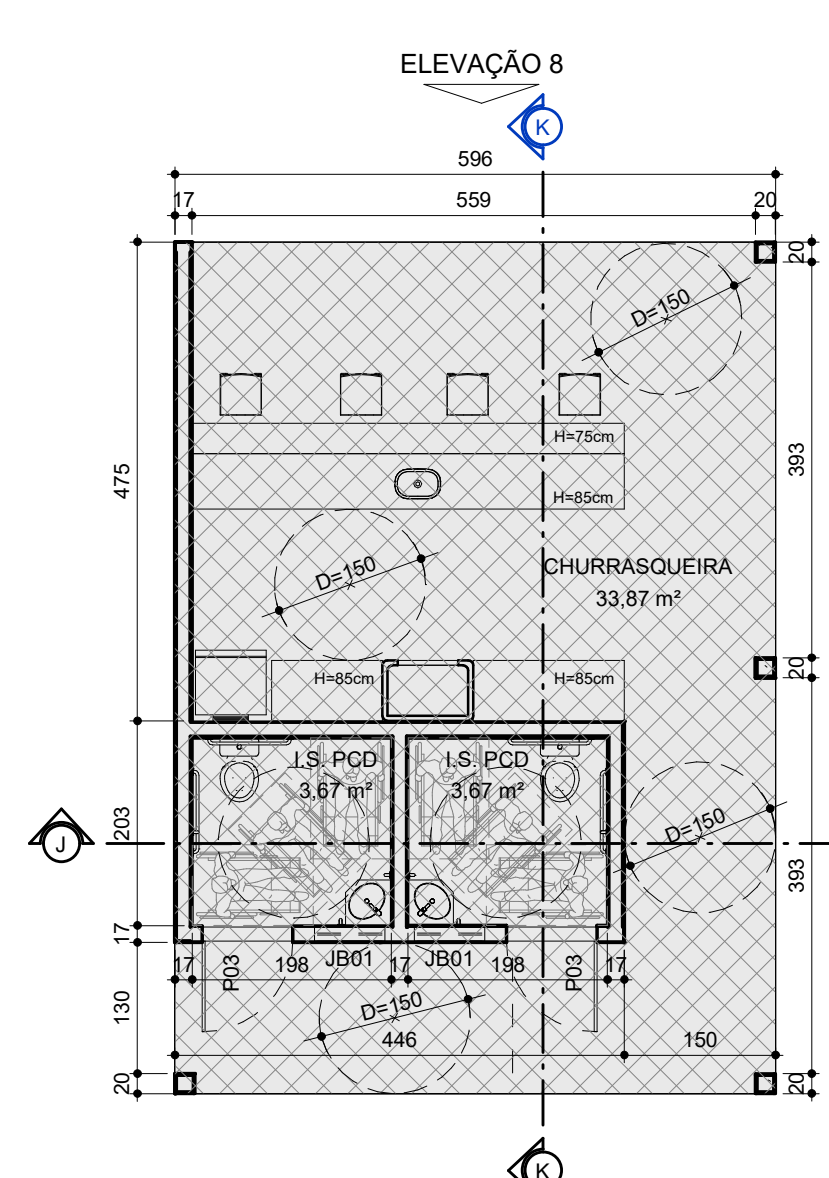 ELEVAÇÃO 8
K
596
17 559 20
20
D=150
H=75cm
393
475
H=85cm
D=150
CHURRASQUEIRA
33,87 m²
20
H=85cm H=85cm
I.S. PCD I.S. PCD
3,67 m² 3,67 m²
D=150
J
203
393
17
17 P03 198 JB01 17 JB01 198 P03 17
130
D=150
446 150
20 20
K